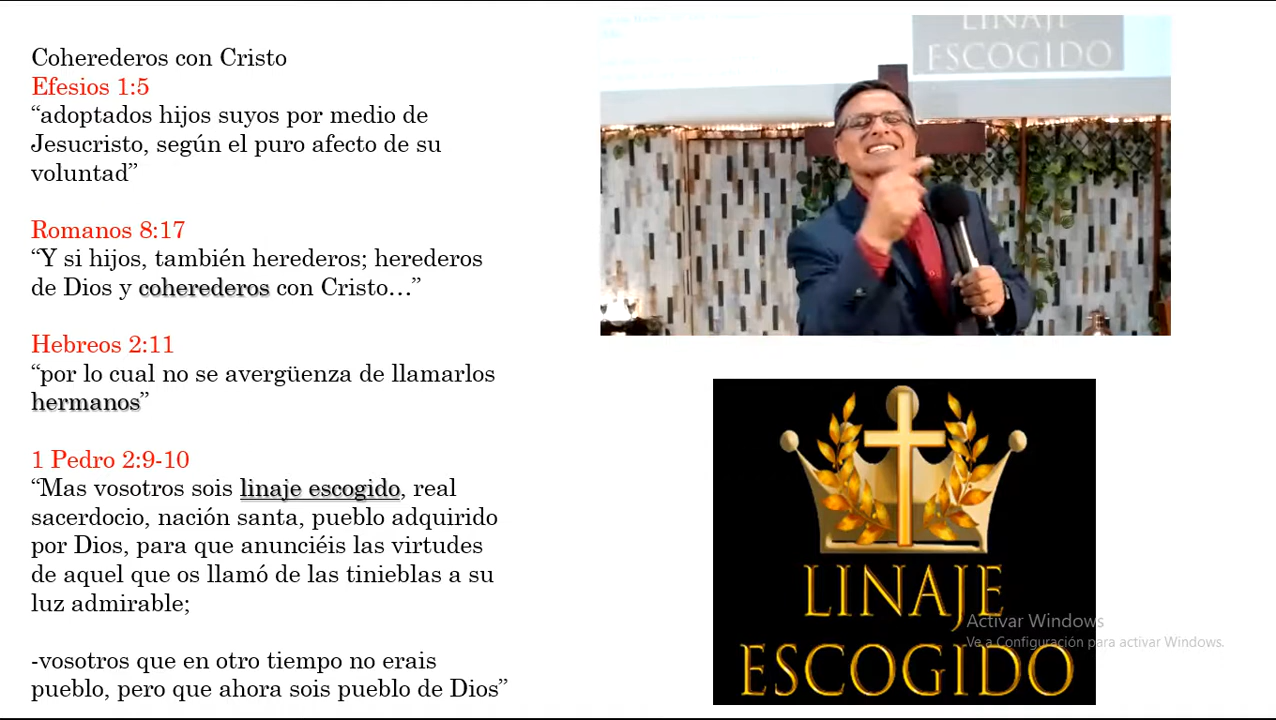 Coherederos con Cristo
Efesios 1:5
“adoptados hijos suyos por medio de
Jesucristo, según el puro afecto de su
voluntad”
Romanos 8:17
“Y si hijos, también herederos; herederos
de Dios y coherederos con Cristo…”
Hebreos 2:11
“por lo cual no se avergüenza de llamarlos
hermanos”
1 Pedro 2:9-10
“Mas vosotros sois linaje escogido, real
sacerdocio, nación santa, pueblo adquirido
por Dios, para que anunciéis las virtudes
de aquel que os llamó de las tinieblas a su
luz admirable;
-vosotros que en otro tiempo no erais
pueblo, pero que ahora sois pueblo de Dios”
LINAJE
ESCOGIDO
LINAJE
ESCOGIDO
Activar Windows
Ve a Configuración para activar Windows.